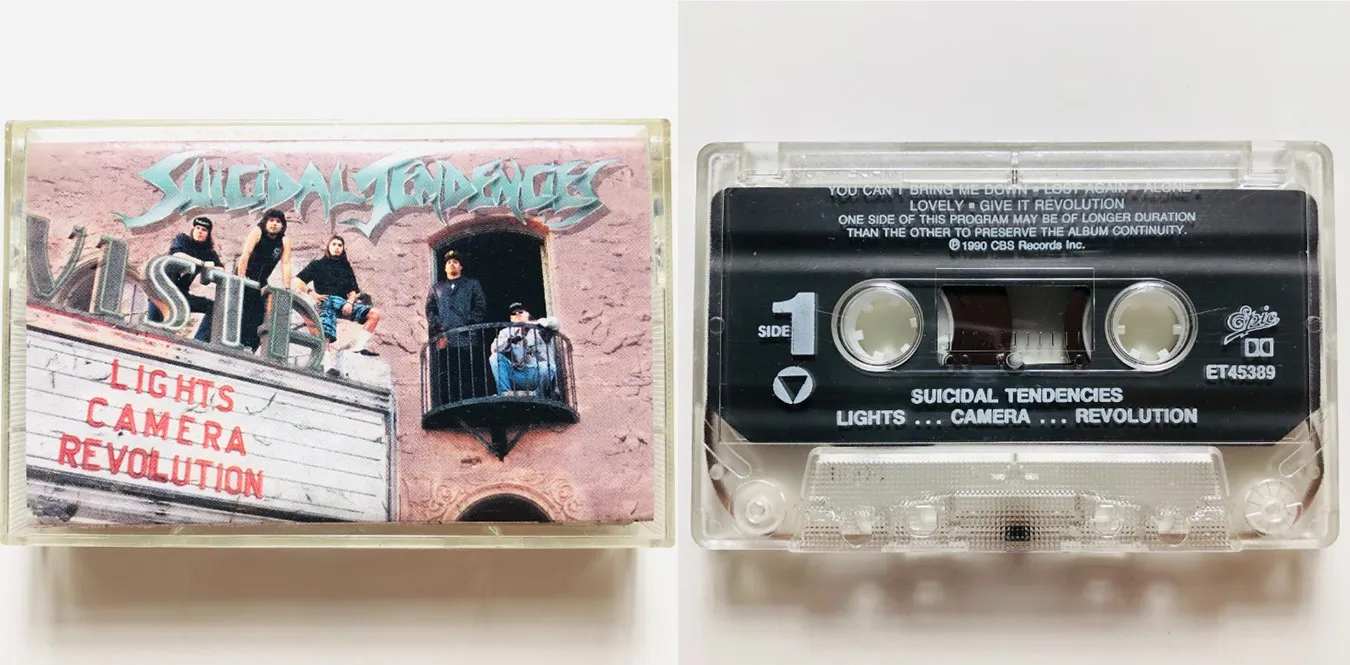 SUICIDAL TENDENCIES
VISTA
LIGHTS
CAMERA
REVOLUTION
YOU CAN'T BRING ME DOWN ▪ LOST AGAIN ▪ ALONE ▪
LOVELY ▪ GIVE IT REVOLUTION
ONE SIDE OF THIS PROGRAM MAY BE OF LONGER DURATION
THAN THE OTHER TO PRESERVE THE ALBUM CONTINUITY.
℗ 1990 CBS Records Inc.
SIDE 1
Epic
ET45389
SUICIDAL TENDENCIES
LIGHTS ... CAMERA ... REVOLUTION